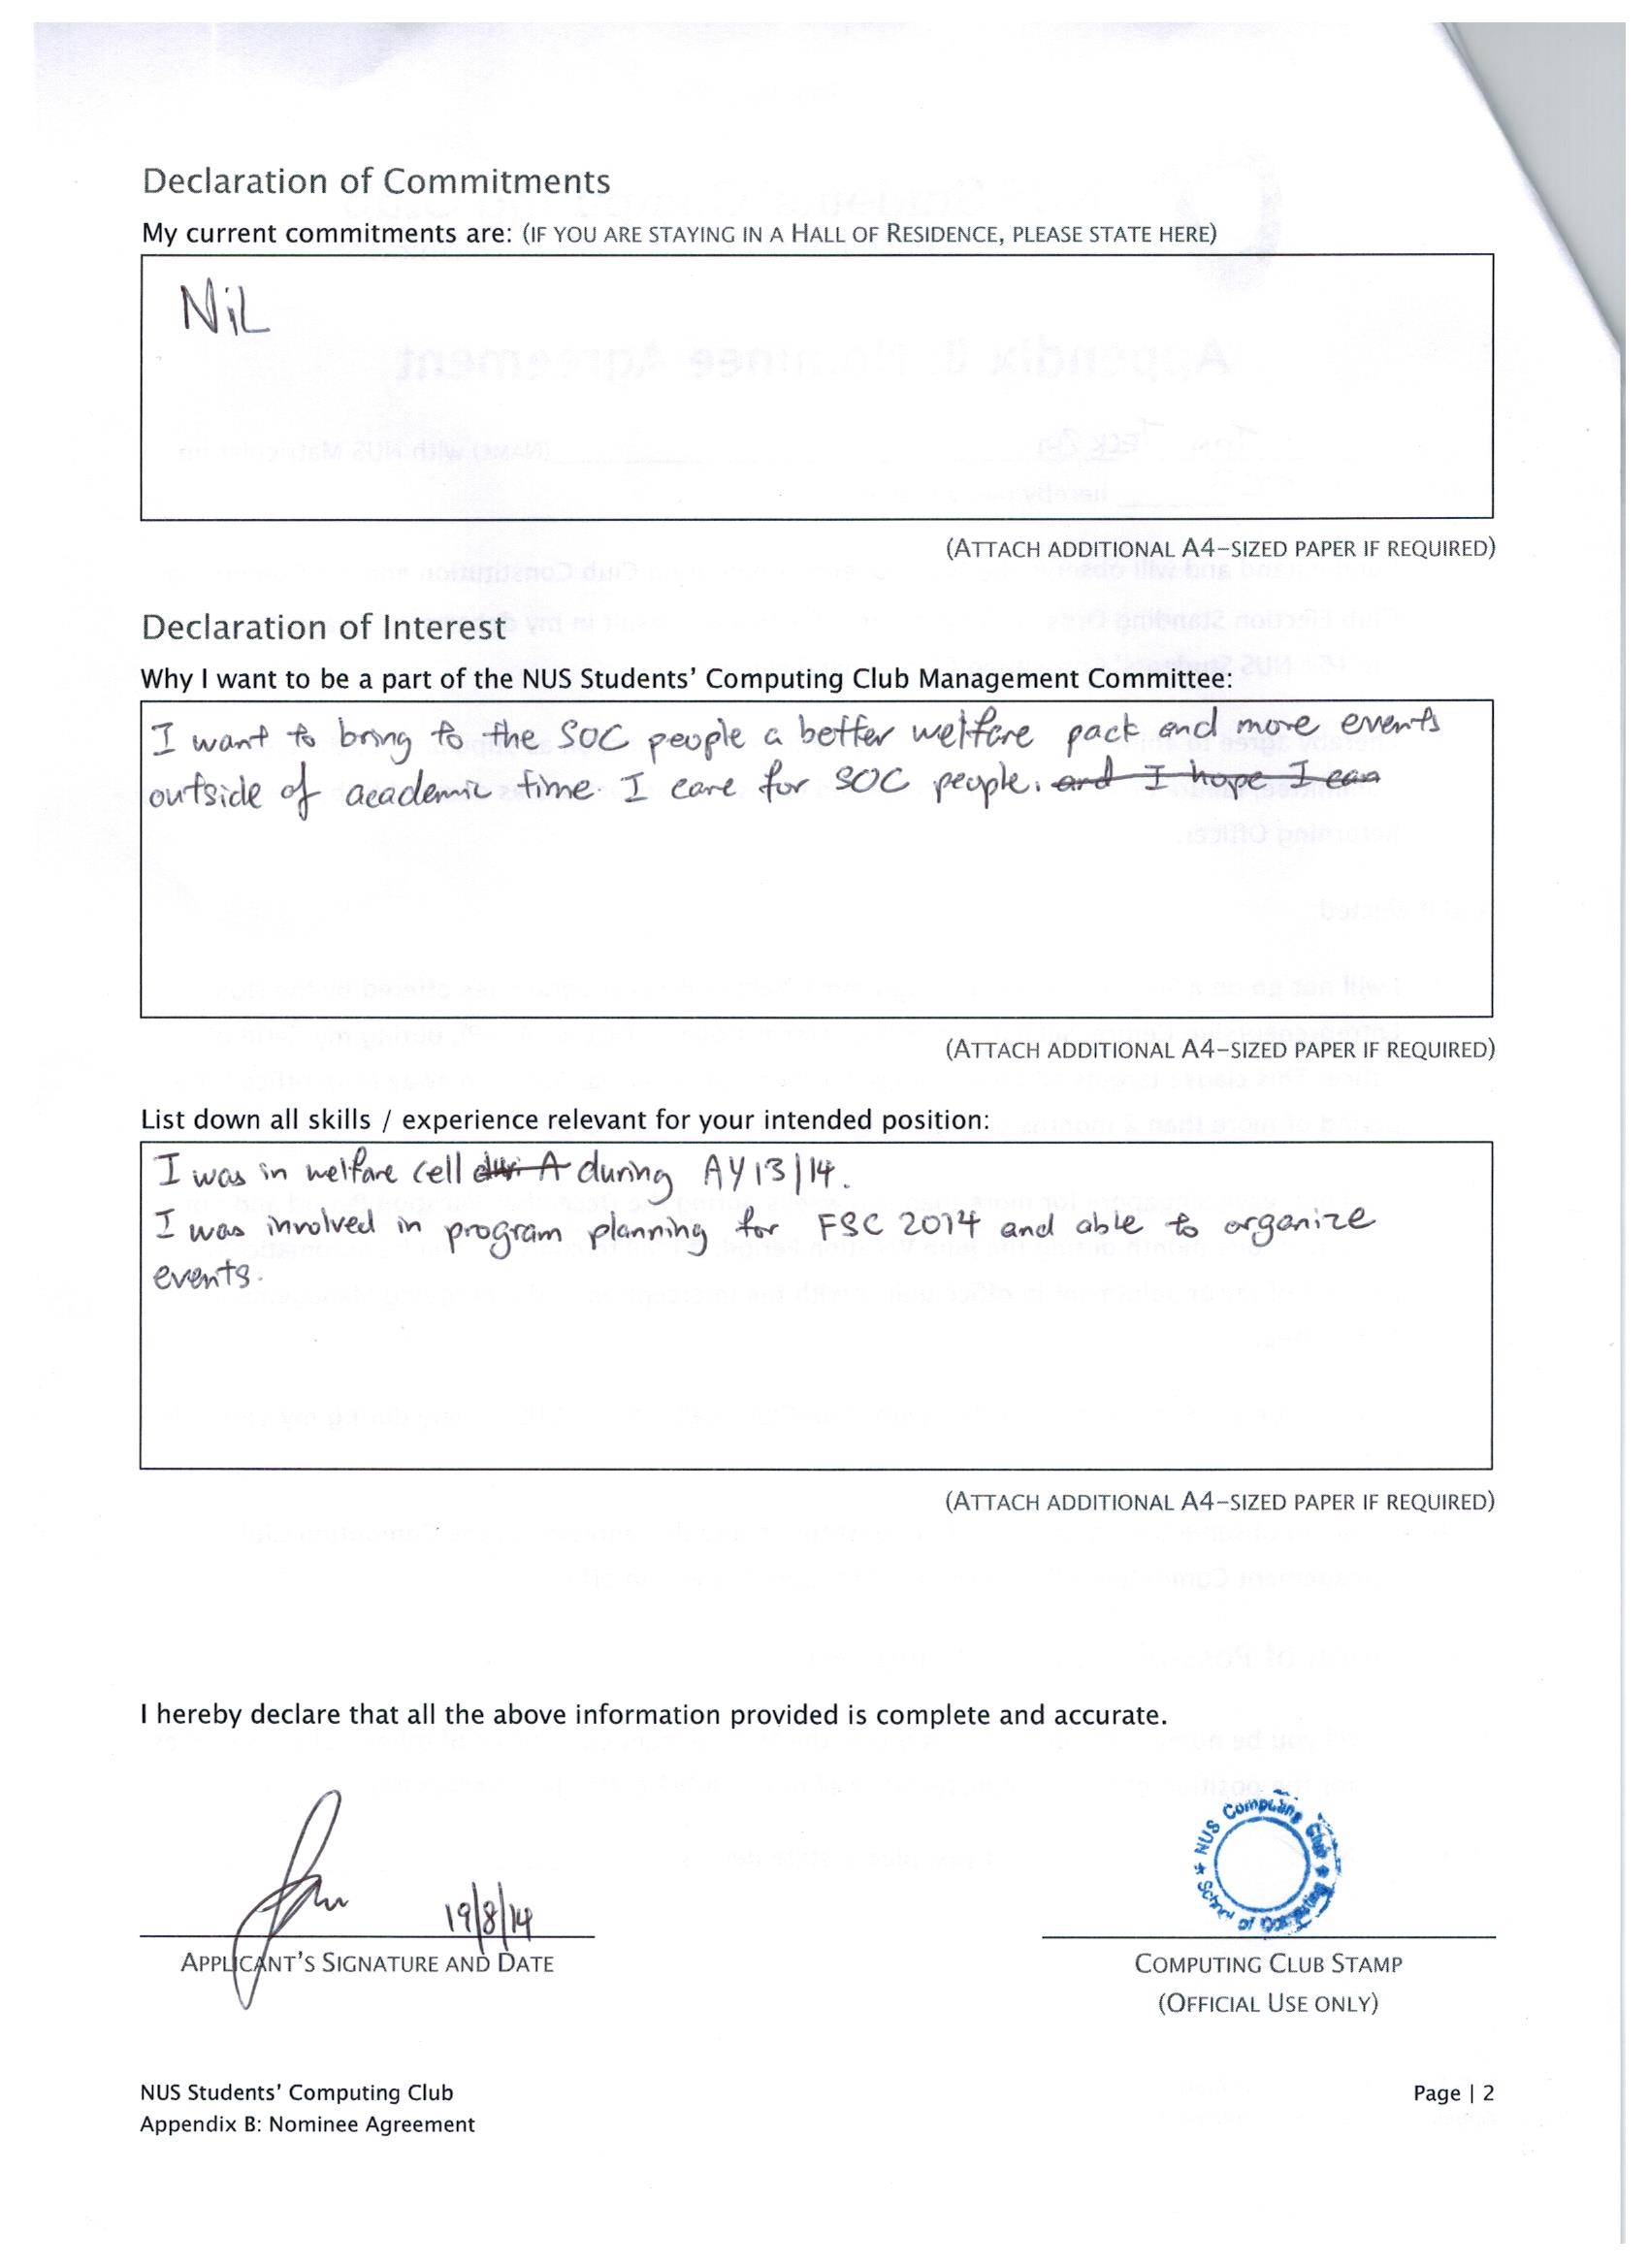 Declaration of Commitments
My current commitments are: (IF YOU ARE STAYING IN A HALL OF RESIDENCE, PLEASE STATE HERE)
NiL
(ATTACH ADDITIONAL A4-SIZED PAPER IF REQUIRED)
Declaration of Interest
Why I want to be a part of the NUS Students' Computing Club Management Committee:
I want to bring to the SOC people a better welfare pack and more events
outside of academic time. I care for SOC people. and I hope I can
(ATTACH ADDITIONAL A4-SIZED PAPER IF REQUIRED)
List down all skills / experience relevant for your intended position:
I was in welfare cell A during AY13/14.
I was involved in program planning for FSC 2014 and able to organize
events.
(ATTACH ADDITIONAL A4-SIZED PAPER IF REQUIRED)
I hereby declare that all the above information provided is complete and accurate.
19/8/14
APPLICANT'S SIGNATURE AND DATE
NUS Computing Club ★ School of Computing ★
COMPUTING CLUB STAMP
(OFFICIAL USE ONLY)
NUS Students' Computing Club
Page | 2
Appendix B: Nominee Agreement